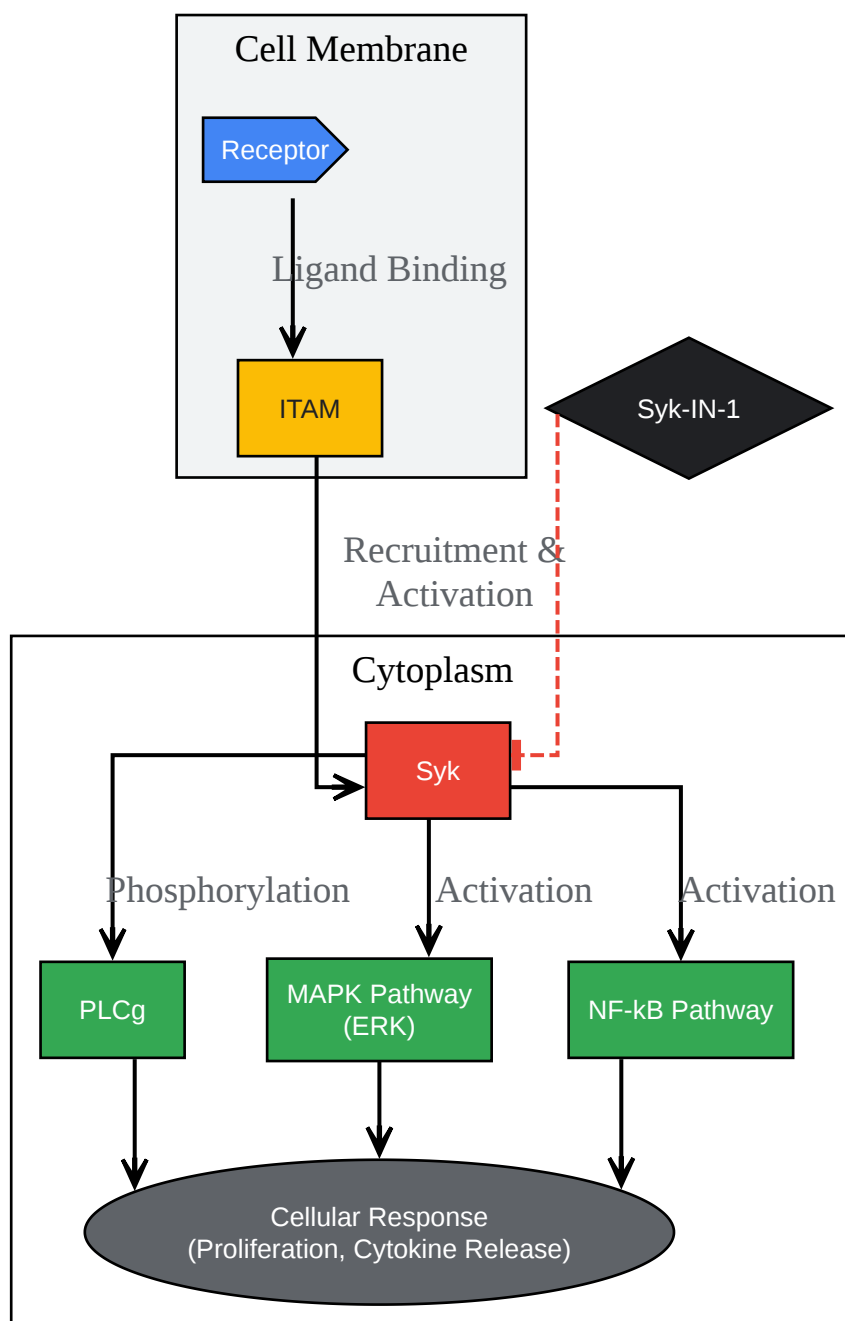 Cell Membrane
Receptor
Ligand Binding
ITAM
Syk-IN-1
Recruitment &
Activation
Cytoplasm
Syk
Phosphorylation
Activation
Activation
PLCg
MAPK Pathway
(ERK)
NF-kB Pathway
Cellular Response
(Proliferation, Cytokine Release)